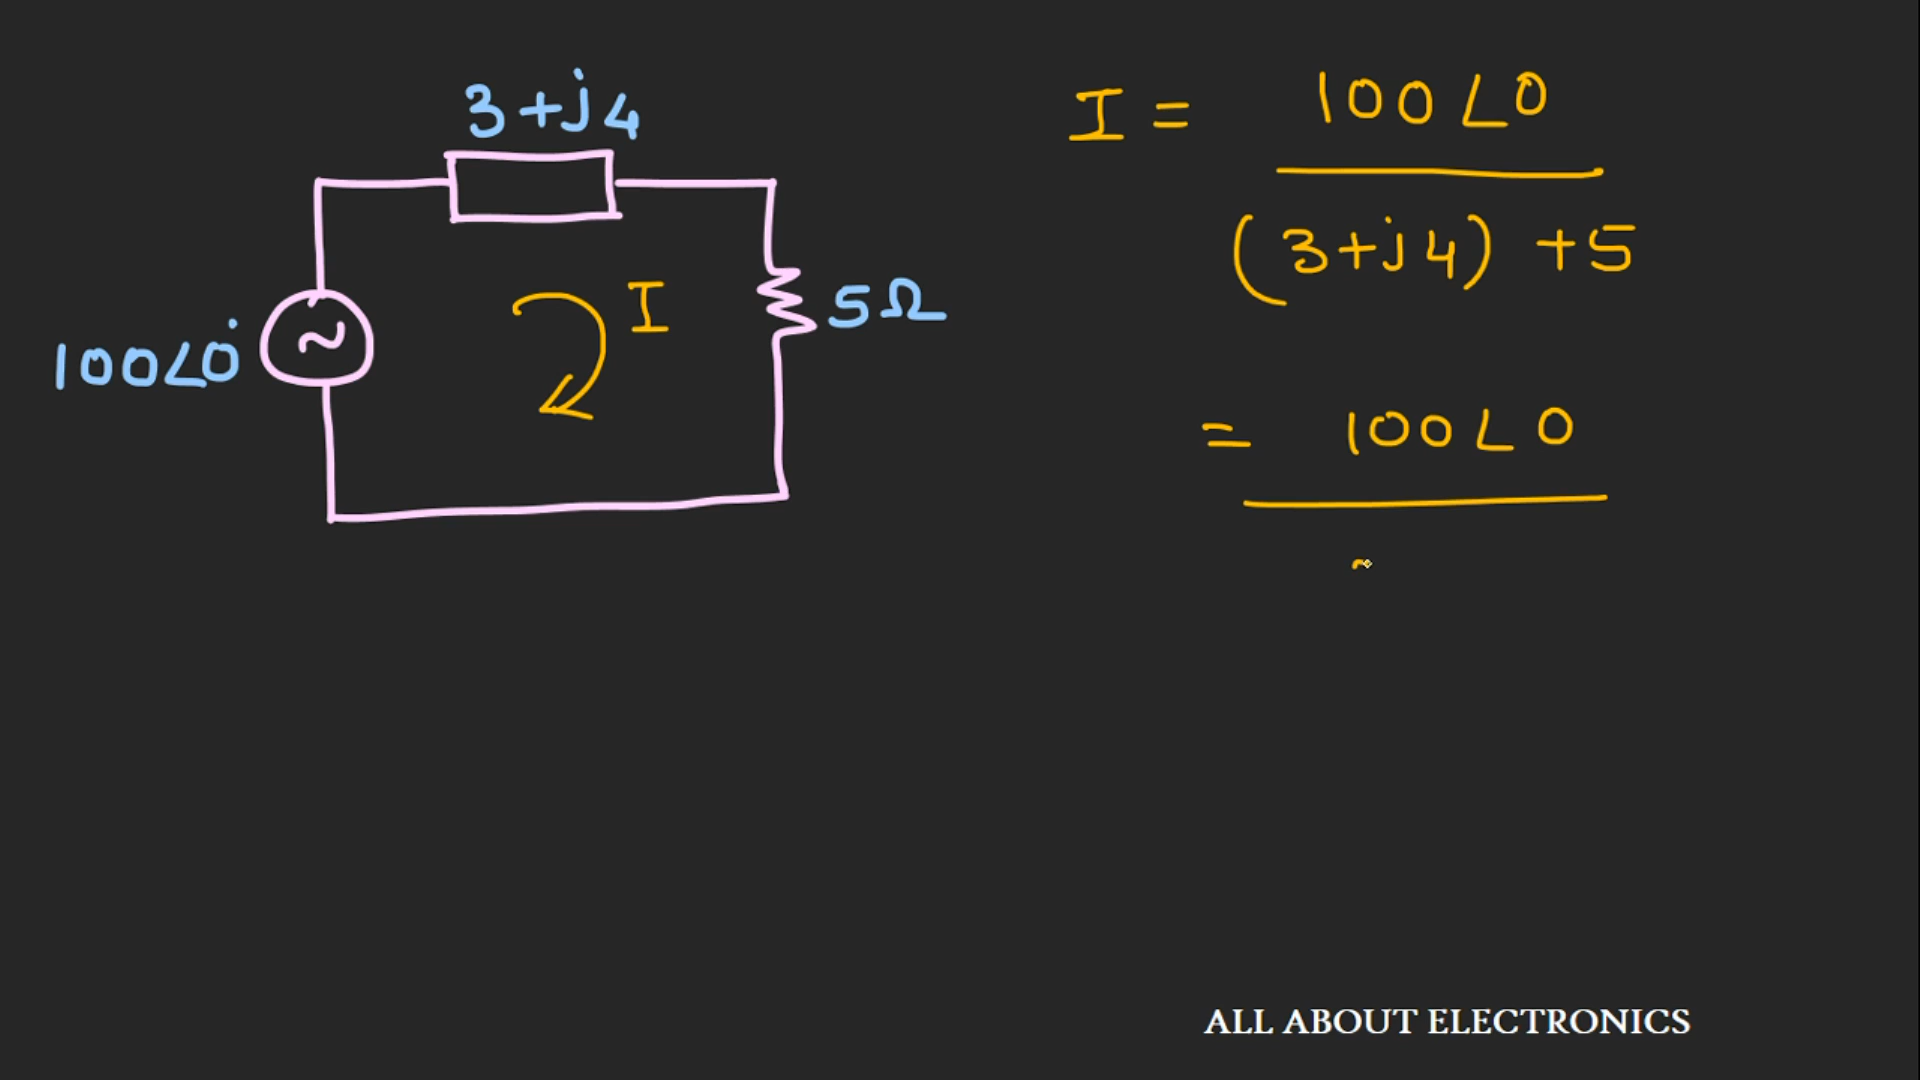 3+j4
100∠0°
I
5Ω
I = 100∠0
(3+j4) +5
= 100∠0
ALL ABOUT ELECTRONICS